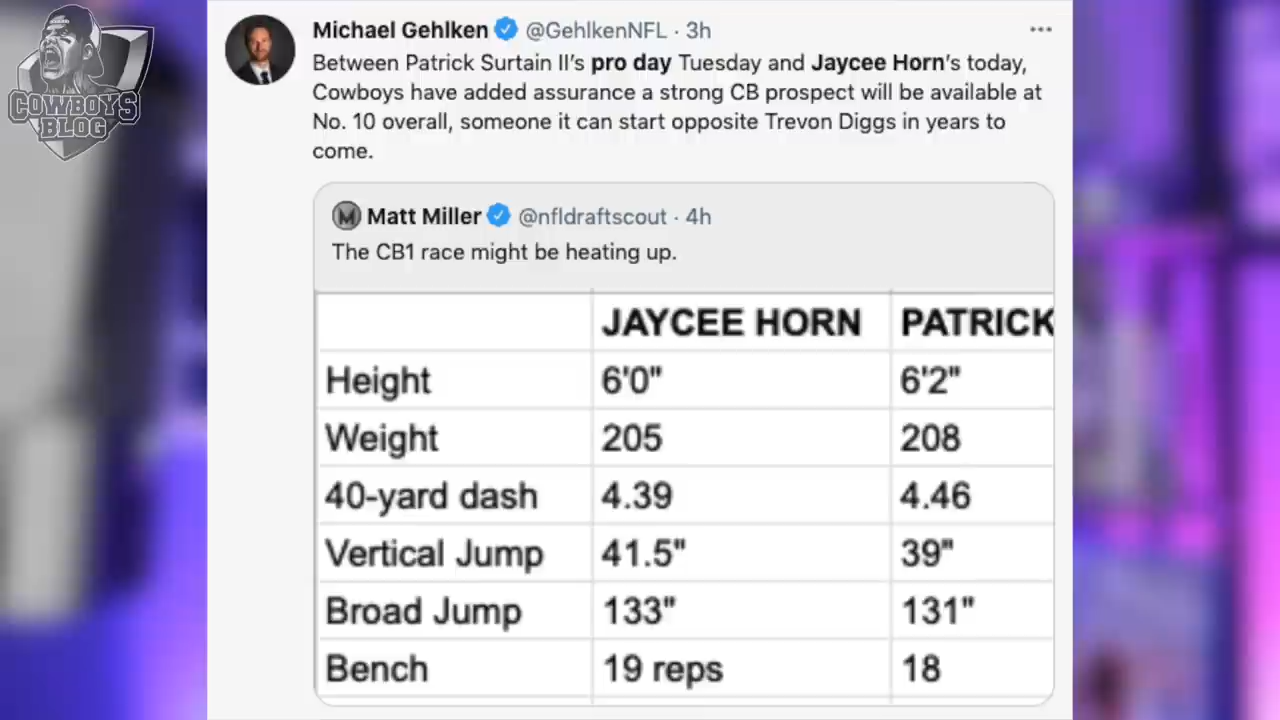 COWBOYS
BLOG
Michael Gehlken @GehlkenNFL · 3h
Between Patrick Surtain II’s pro day Tuesday and Jaycee Horn’s today,
Cowboys have added assurance a strong CB prospect will be available at
No. 10 overall, someone it can start opposite Trevon Diggs in years to
come.
Matt Miller @nfldraftscout · 4h
The CB1 race might be heating up.
JAYCEE HORN PATRICK
Height 6'0" 6'2"
Weight 205 208
40-yard dash 4.39 4.46
Vertical Jump 41.5" 39"
Broad Jump 133" 131"
Bench 19 reps 18